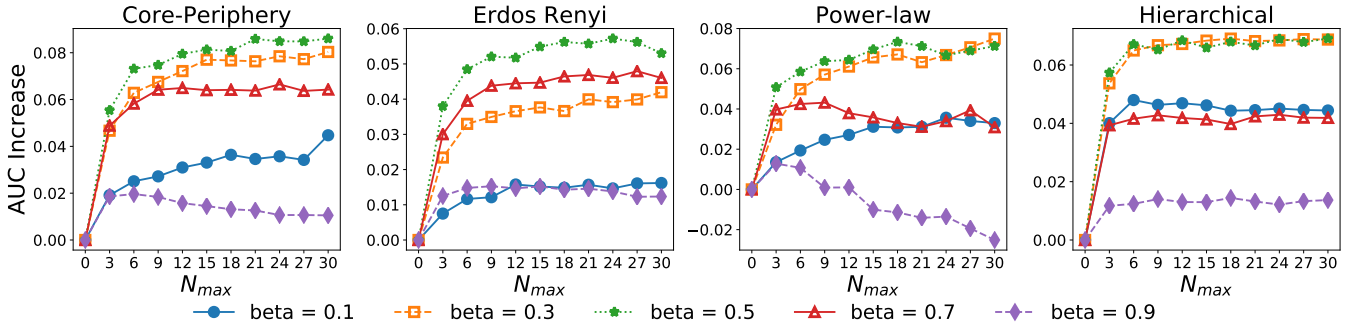 Core-Periphery
Erdos Renyi
Power-law
Hierarchical
AUC Increase
0.08
0.06
0.04
0.02
0.00
0 3 6 9 12 15 18 21 24 27 30
N_max
0.06
0.05
0.04
0.03
0.02
0.01
0.00
0 3 6 9 12 15 18 21 24 27 30
N_max
0.08
0.06
0.04
0.02
0.00
−0.02
0 3 6 9 12 15 18 21 24 27 30
N_max
0.06
0.04
0.02
0.00
0 3 6 9 12 15 18 21 24 27 30
N_max
beta = 0.1 beta = 0.3 beta = 0.5 beta = 0.7 beta = 0.9